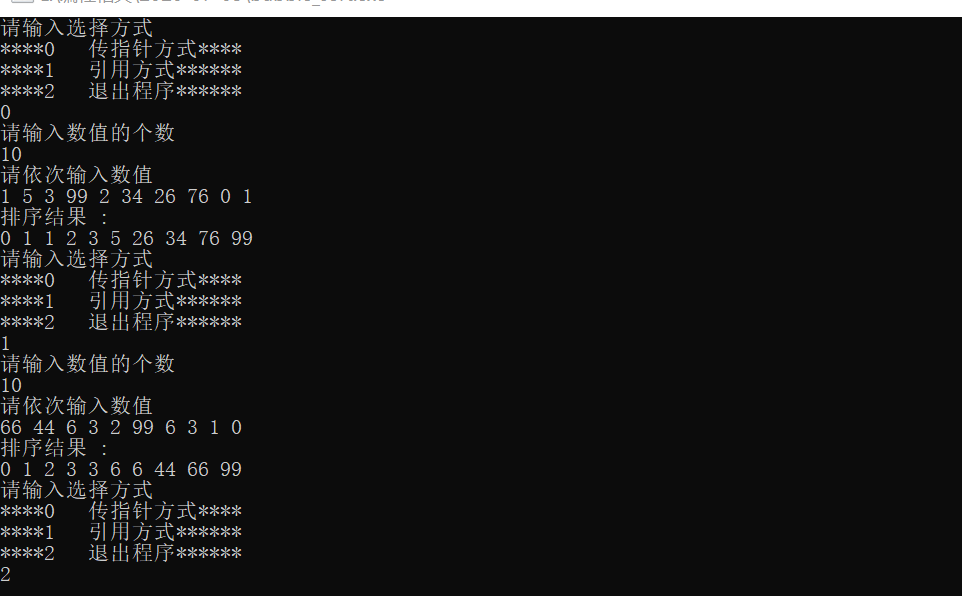 请输入选择方式
****0   传指针方式****
****1   引用方式******
****2   退出程序******
0
请输入数值的个数
10
请依次输入数值
1 5 3 99 2 34 26 76 0 1
排序结果 :
0 1 1 2 3 5 26 34 76 99
请输入选择方式
****0   传指针方式****
****1   引用方式******
****2   退出程序******
1
请输入数值的个数
10
请依次输入数值
66 44 6 3 2 99 6 3 1 0
排序结果 :
0 1 2 3 3 6 6 44 66 99
请输入选择方式
****0   传指针方式****
****1   引用方式******
****2   退出程序******
2